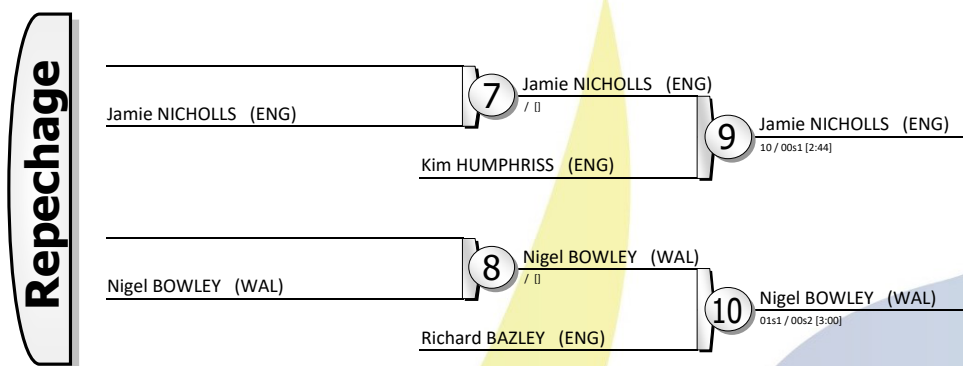 Repechage
Jamie NICHOLLS (ENG)
7
Jamie NICHOLLS (ENG)
/ []
Kim HUMPHRISS (ENG)
9
Jamie NICHOLLS (ENG)
10 / 00s1 [2:44]
Nigel BOWLEY (WAL)
8
Nigel BOWLEY (WAL)
/ []
Richard BAZLEY (ENG)
10
Nigel BOWLEY (WAL)
01s1 / 00s2 [3:00]